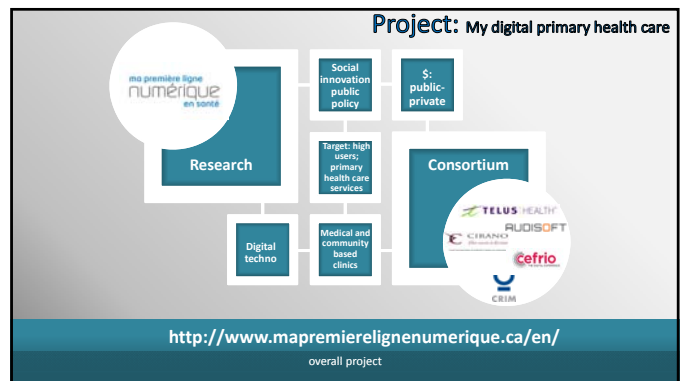 Project: My digital primary health care
ma première ligne
numérique
en santé
Social
innovation
public
policy
$:
public-
private
Research
Target: high
users;
primary
health care
services
Consortium
TELUS HEALTH
AUDISOFT
CIRANO
cefrio
CRIM
Digital
techno
Medical and
community
based
clinics
http://www.mapremierelignenumerique.ca/en/
overall project